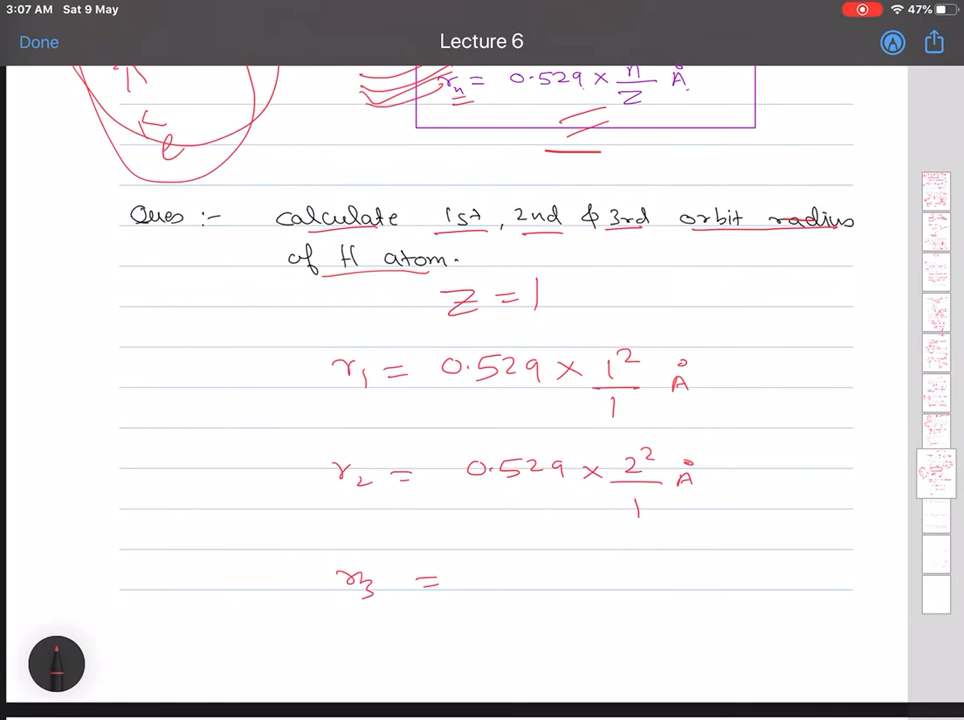 3:07 AM Sat 9 May 47%
Done Lecture 6
rₙ = 0.529 × n/Z Å
Ques :- calculate 1st, 2nd & 3rd orbit radius
of H atom.
Z = 1
r₁ = 0.529 × 1²/1 Å
r₂ = 0.529 × 2²/1 Å
r₃ =